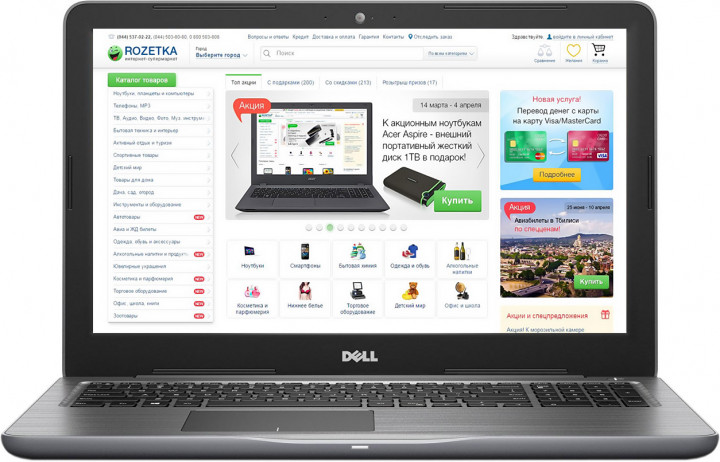 (044) 537-02-22, (044) 503-80-80, 0 800 503-808
Вопросы и ответы Кредит Доставка и оплата Гарантия Контакты Отследить заказ
Здравствуйте, войдите в личный кабинет
ROZETKA
интернет-супермаркет
Город
Выберите город
Поиск
Сравнение
Желания
Корзина
Каталог товаров
Ноутбуки, планшеты и компьютеры
Телефоны, MP3
ТВ, Аудио, Видео, Фото, Муз. инструм
Бытовая техника и интерьер
Активный отдых и туризм
Спортивные товары
Детский мир
Товары для дома
Дача, сад, огород
Инструменты и оборудование
Автотовары NEW
Авиа и ЖД билеты
Одежда, обувь и аксессуары
Алкогольные напитки и продукты NEW
Ювелирные украшения
Косметика и парфюмерия NEW
Торговое оборудование NEW
Офис, школа, книги NEW
Зоотовары NEW
Топ акции С подарками (200) Со скидками (213) Розыгрыш призов (17)
Акция
14 марта - 4 апреля
К акционным ноутбукам
Acer Aspire - внешний
портативный жесткий
диск 1TB в подарок!
Купить
Ноутбуки
Смартфоны
Бытовая химия
Одежда и обувь
Алкогольные
напитки
Косметика и
парфюмерия
Нижнее белье
Торговое
оборудование
Детский мир
Офис и школа
Новая услуга!
Перевод денег с карты
на карту Visa/MasterCard
VISA
Подробнее
Акция
Авиабилеты в Тбилиси
по спецценам!
Купить
Акции и спецпредложения
Акция! К морозильной камере
DELL